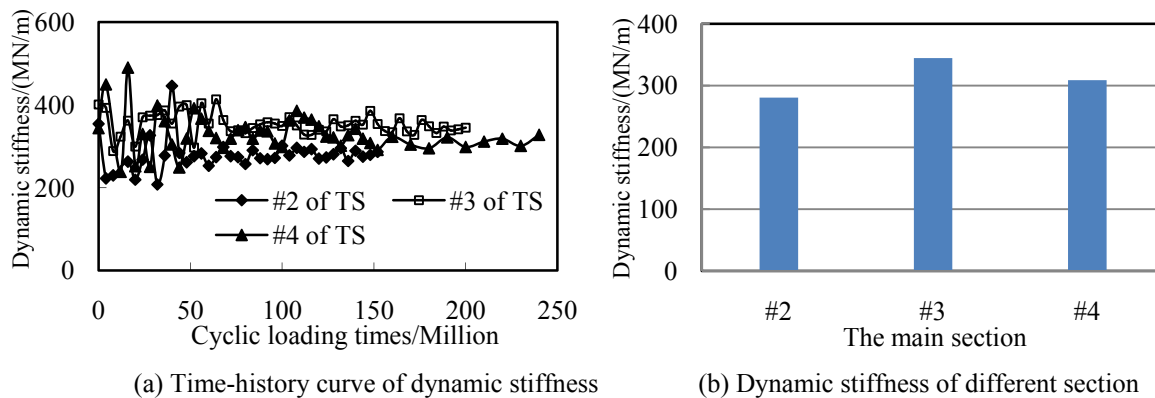 600
400
200
0
Dynamic stiffness/(MN/m)
#2 of TS
#3 of TS
#4 of TS
0 50 100 150 200 250
Cyclic loading times/Million
(a) Time-history curve of dynamic stiffness
400
300
200
100
0
Dynamic stiffness/(MN/m)
#2 #3 #4
The main section
(b) Dynamic stiffness of different section